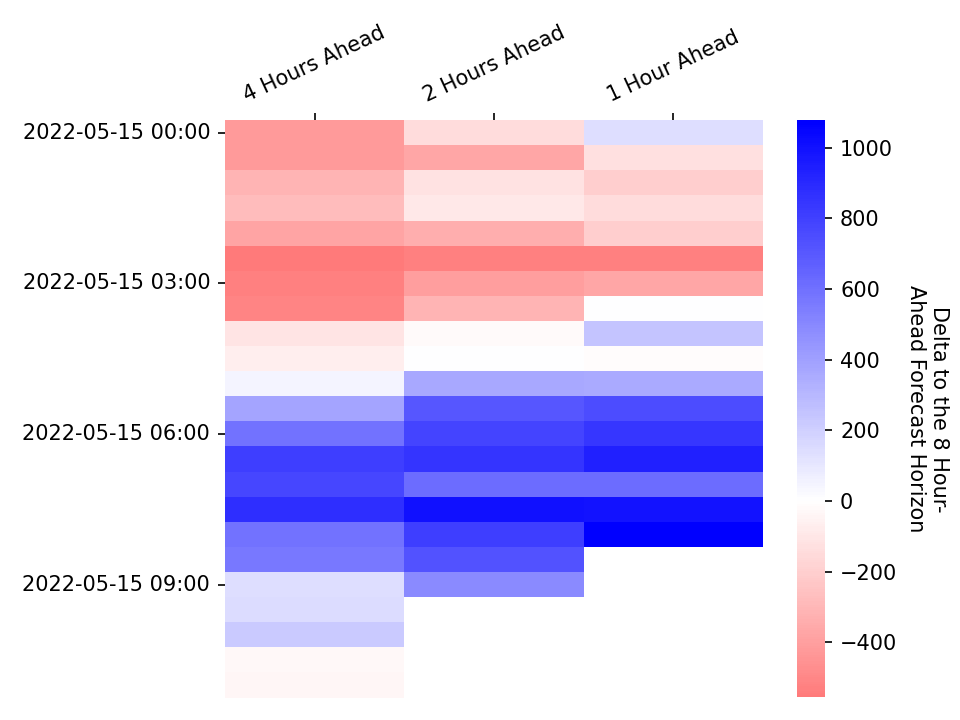 4 Hours Ahead
2 Hours Ahead
1 Hour Ahead
2022-05-15 00:00
2022-05-15 03:00
2022-05-15 06:00
2022-05-15 09:00
1000
800
600
400
200
0
−200
−400
Delta to the 8 Hour-
Ahead Forecast Horizon